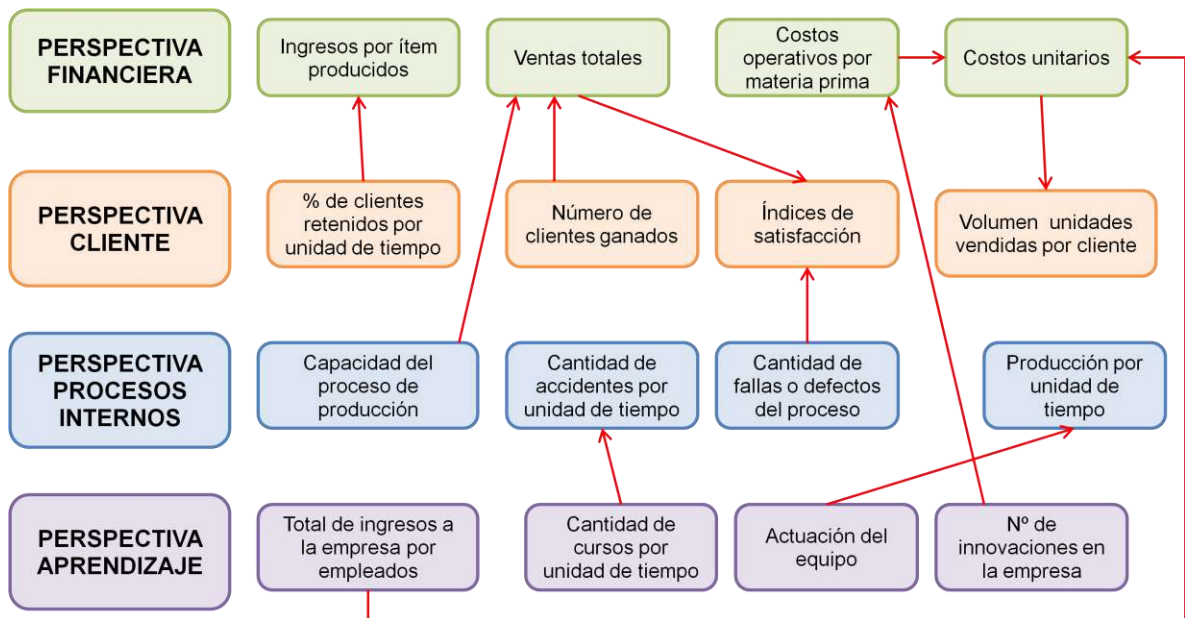 PERSPECTIVA
FINANCIERA
Ingresos por ítem
producidos
Ventas totales
Costos
operativos por
materia prima
Costos unitarios
PERSPECTIVA
CLIENTE
% de clientes
retenidos por
unidad de tiempo
Número de
clientes ganados
Índices de
satisfacción
Volumen unidades
vendidas por cliente
PERSPECTIVA
PROCESOS
INTERNOS
Capacidad del
proceso de
producción
Cantidad de
accidentes por
unidad de tiempo
Cantidad de
fallas o defectos
del proceso
Producción por
unidad de
tiempo
PERSPECTIVA
APRENDIZAJE
Total de ingresos a
la empresa por
empleados
Cantidad de
cursos por
unidad de tiempo
Actuación del
equipo
Nº de
innovaciones en
la empresa